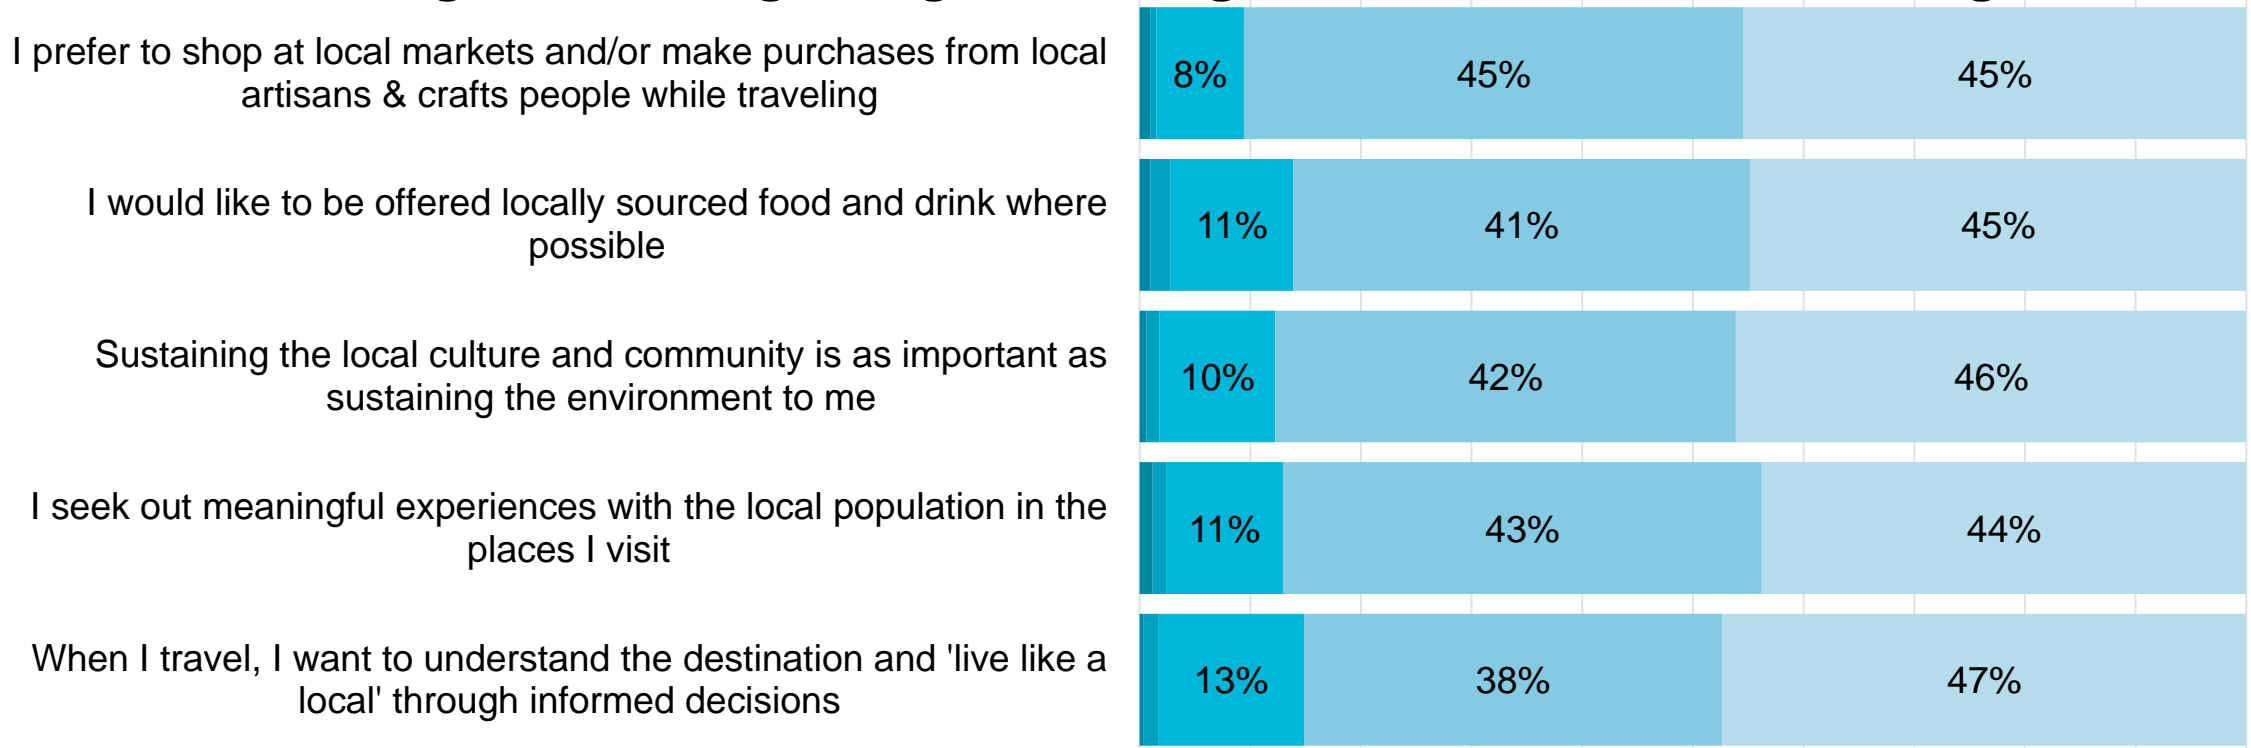 I prefer to shop at local markets and/or make purchases from local
artisans & crafts people while traveling
8% 45% 45%
I would like to be offered locally sourced food and drink where
possible
11% 41% 45%
Sustaining the local culture and community is as important as
sustaining the environment to me
10% 42% 46%
I seek out meaningful experiences with the local population in the
places I visit
11% 43% 44%
When I travel, I want to understand the destination and 'live like a
local' through informed decisions
13% 38% 47%